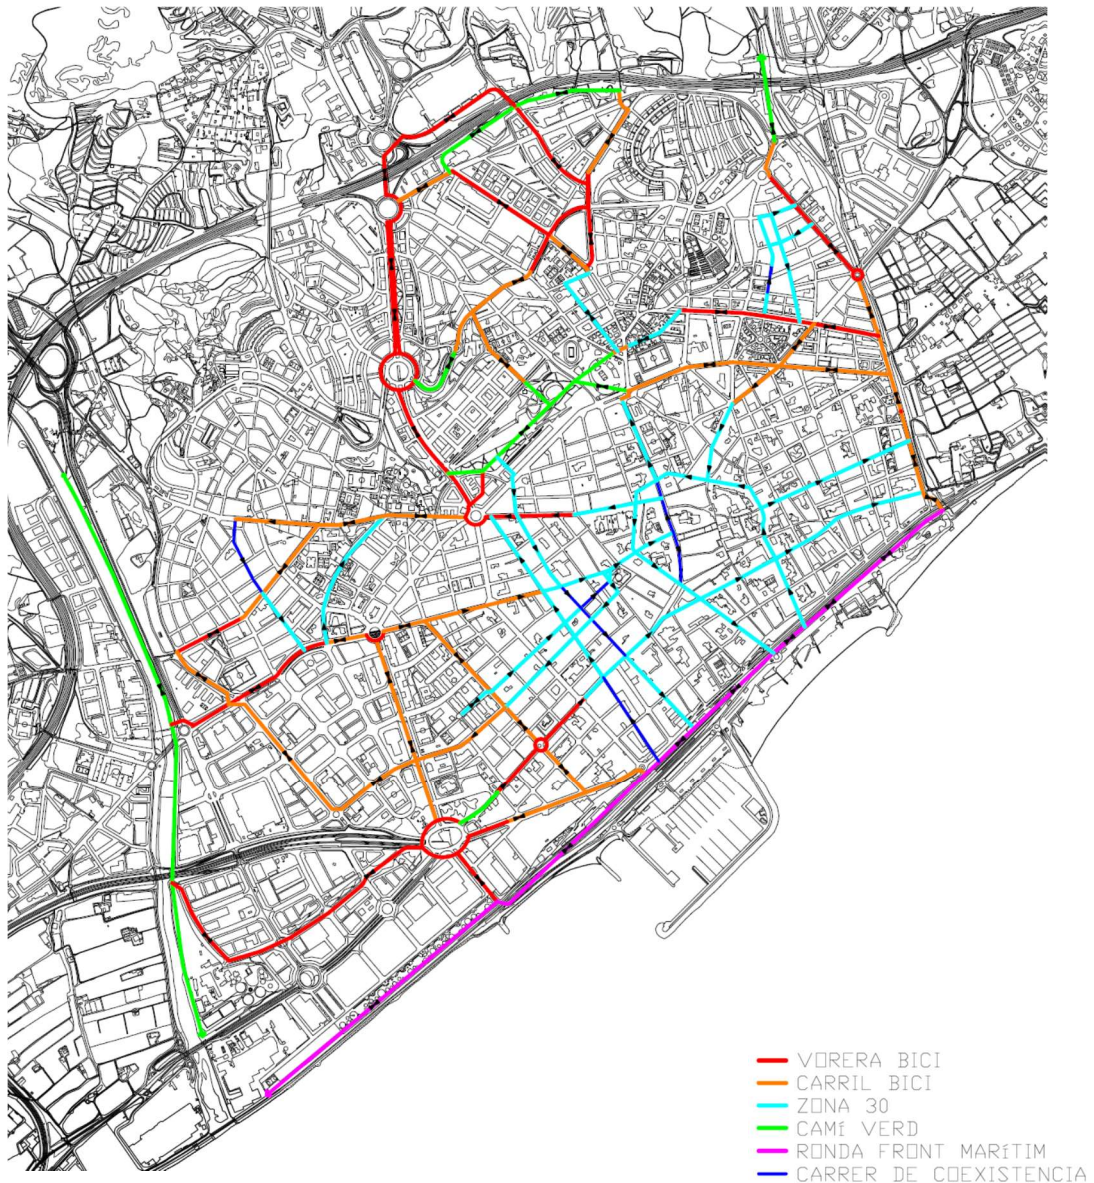 VORERA BICI
CARRIL BICI
ZONA 30
CAMÍ VERD
RONDA FRONT MARíTIM
CARRER DE COEXISTENCIA